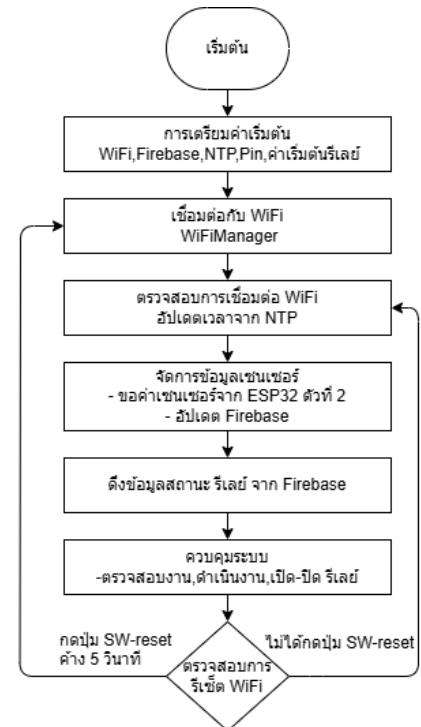 เริ่มต้น
การเตรียมค่าเริ่มต้น
WiFi,Firebase,NTP,Pin,ค่าเริ่มต้นรีเลย์
เชื่อมต่อกับ WiFi
WiFiManager
ตรวจสอบการเชื่อมต่อ WiFi
อัปเดตเวลาจาก NTP
จัดการข้อมูลเซนเซอร์
- ขอค่าเซนเซอร์จาก ESP32 ตัวที่ 2
- อัปเดต Firebase
ดึงข้อมูลสถานะ รีเลย์ จาก Firebase
ควบคุมระบบ
-ตรวจสอบงาน,ดำเนินงาน,เปิด-ปิด รีเลย์
กดปุ่ม SW-reset
ค้าง 5 วินาที
ไม่ได้กดปุ่ม SW-reset
ตรวจสอบการ
รีเซ็ต WiFi